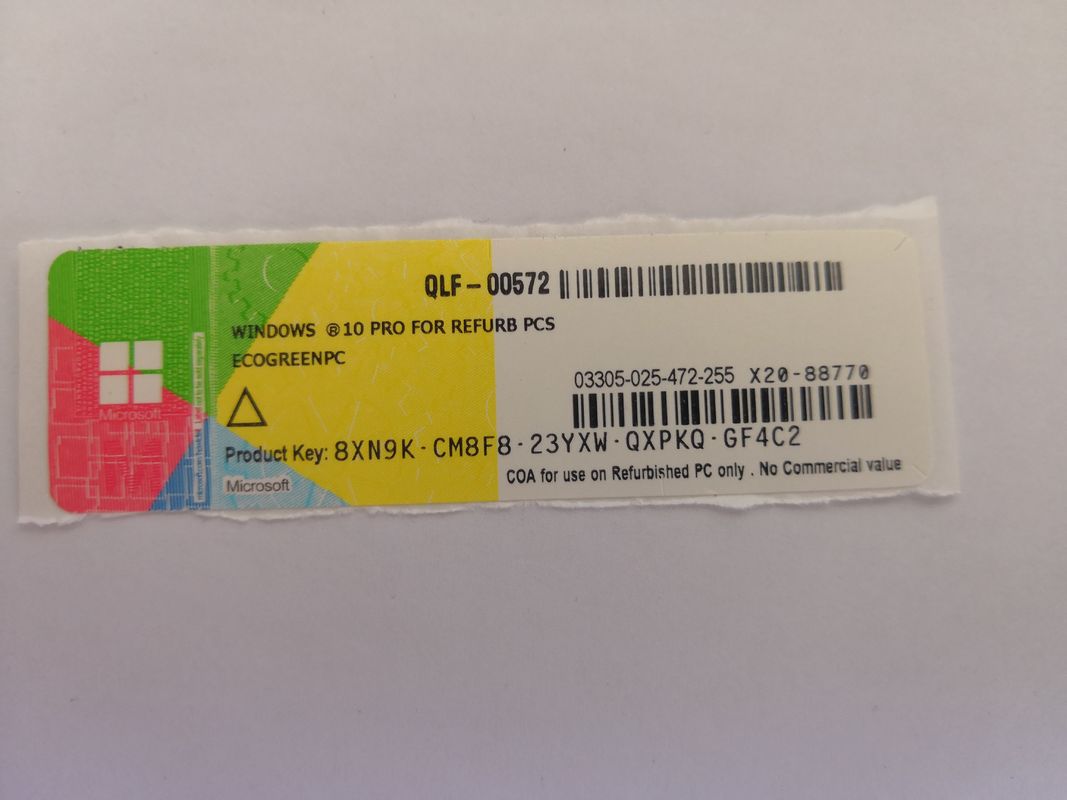 QLF-00572
WINDOWS ®10 PRO FOR REFURB PCS
ECOGREENPC
03305-025-472-255 X20-88770
Microsoft
Product Key: 8XN9K-CM8F8-23YXW-QXPKQ-GF4C2
Microsoft
COA for use on Refurbished PC only . No Commercial value